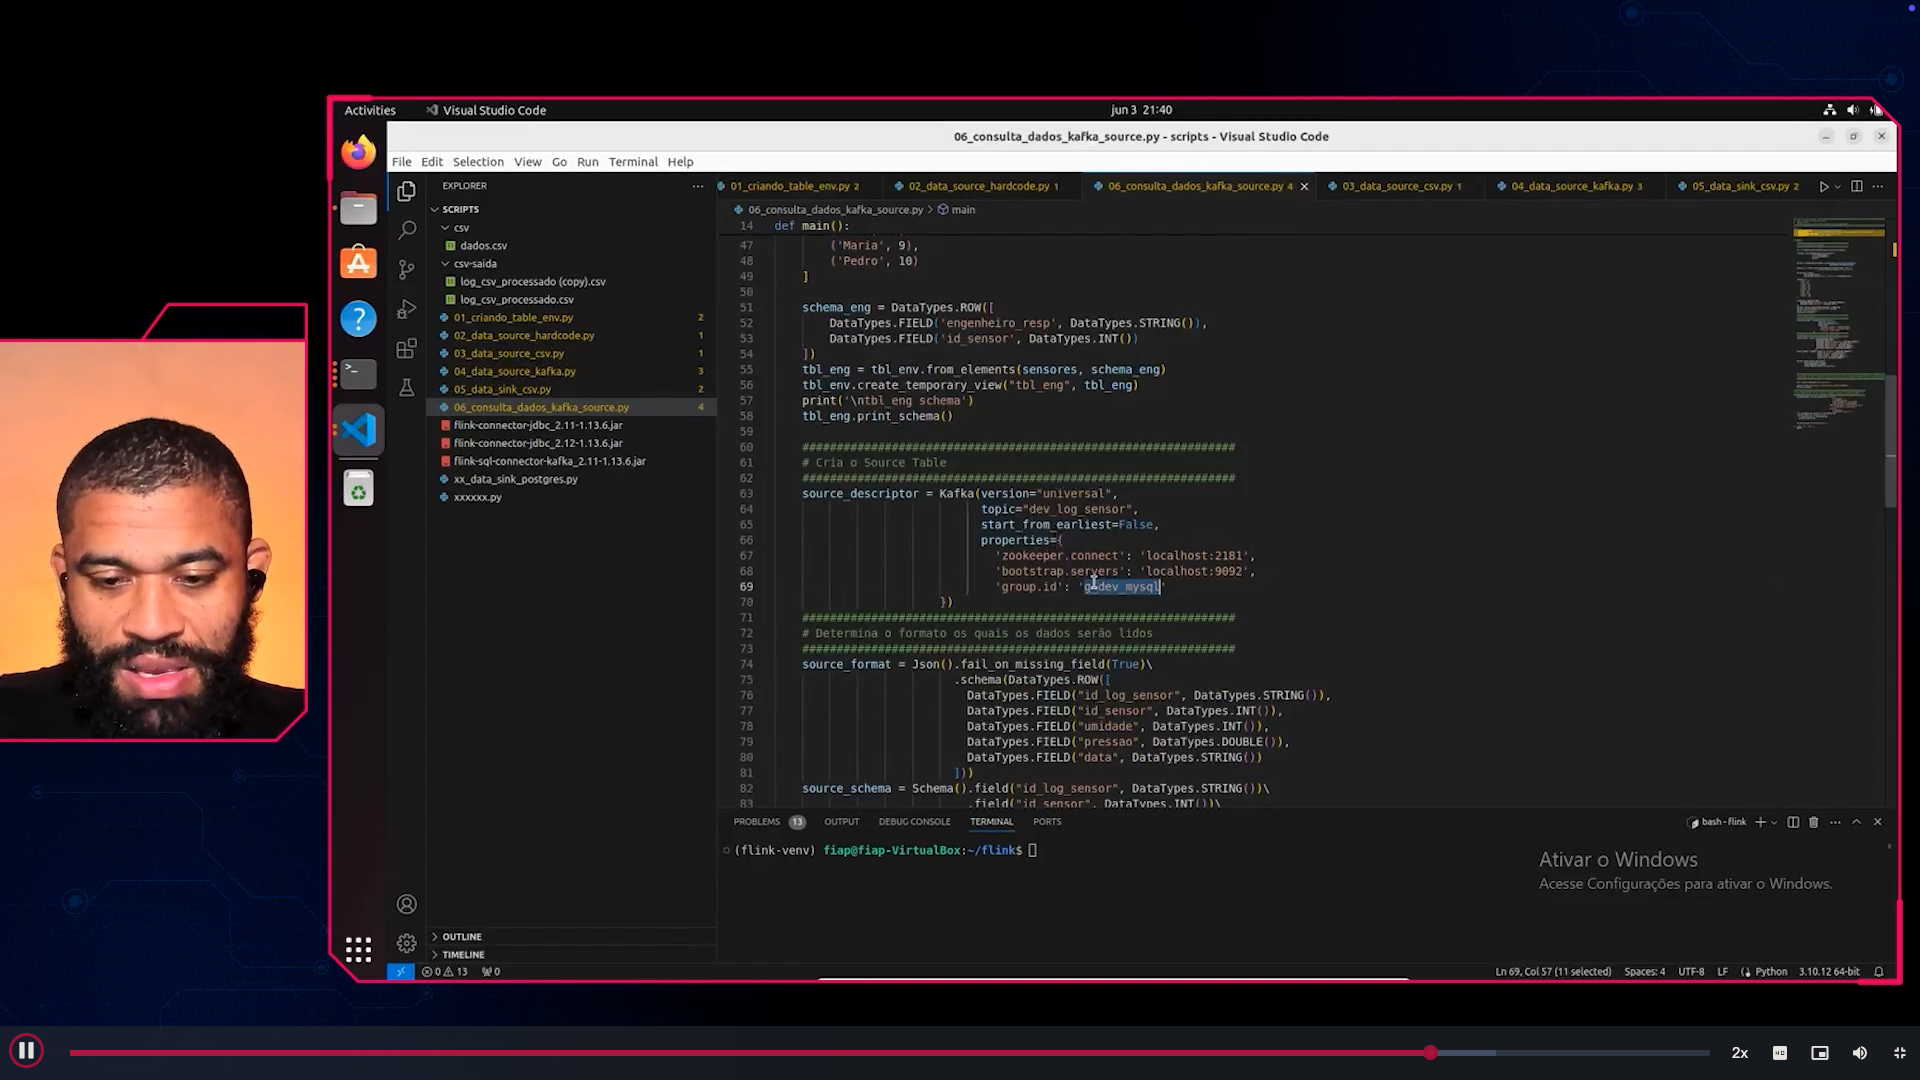 Activities
Visual Studio Code
jun 3 21:40
06_consulta_dados_kafka_source.py - scripts - Visual Studio Code
File Edit Selection View Go Run Terminal Help
EXPLORER
SCRIPTS
csv
dados.csv
csv-saida
log_csv_processado (copy).csv
log_csv_processado.csv
01_criando_table_env.py 2
02_data_source_hardcode.py 1
03_data_source_csv.py 1
04_data_source_kafka.py 3
05_data_sink_csv.py 2
06_consulta_dados_kafka_source.py 4
flink-connector-jdbc_2.11-1.13.6.jar
flink-connector-jdbc_2.12-1.13.6.jar
flink-sql-connector-kafka_2.11-1.13.6.jar
xx_data_sink_postgres.py
xxxxxx.py
OUTLINE
TIMELINE
01_criando_table_env.py 2
02_data_source_hardcode.py 1
06_consulta_dados_kafka_source.py 4
03_data_source_csv.py 1
04_data_source_kafka.py 3
05_data_sink_csv.py 2
06_consulta_dados_kafka_source.py > main
14 def main():
47 ('Maria', 9),
48 ('Pedro', 10)
49 ]
50
51 schema_eng = DataTypes.ROW([
52 DataTypes.FIELD('engenheiro_resp', DataTypes.STRING()),
53 DataTypes.FIELD('id_sensor', DataTypes.INT())
54 ])
55 tbl_eng = tbl_env.from_elements(sensores, schema_eng)
56 tbl_env.create_temporary_view("tbl_eng", tbl_eng)
57 print('\ntbl_eng schema')
58 tbl_eng.print_schema()
59
60 ###############################################################
61 # Cria o Source Table
62 ###############################################################
63 source_descriptor = Kafka(version="universal",
64 topic="dev_log_sensor",
65 start_from_earliest=False,
66 properties={
67 'zookeeper.connect': 'localhost:2181',
68 'bootstrap.servers': 'localhost:9092',
69 'group.id': 'g_dev_mysql'
70 })
71 ###############################################################
72 # Determina o formato os quais os dados serão lidos
73 ###############################################################
74 source_format = Json().fail_on_missing_field(True)\
75 .schema(DataTypes.ROW([
76 DataTypes.FIELD("id_log_sensor", DataTypes.STRING()),
77 DataTypes.FIELD("id_sensor", DataTypes.INT()),
78 DataTypes.FIELD("umidade", DataTypes.INT()),
79 DataTypes.FIELD("pressao", DataTypes.DOUBLE()),
80 DataTypes.FIELD("data", DataTypes.STRING())
81 ]))
82 source_schema = Schema().field("id_log_sensor", DataTypes.STRING())\
83 .field("id_sensor", DataTypes.INT())\
PROBLEMS 13 OUTPUT DEBUG CONSOLE TERMINAL PORTS
bash - flink
(flink-venv) fiap@fiap-VirtualBox:~/flink$
Ativar o Windows
Acesse Configurações para ativar o Windows.
0 13 0
Ln 69, Col 57 (11 selected) Spaces: 4 UTF-8 LF Python 3.10.12 64-bit
2x